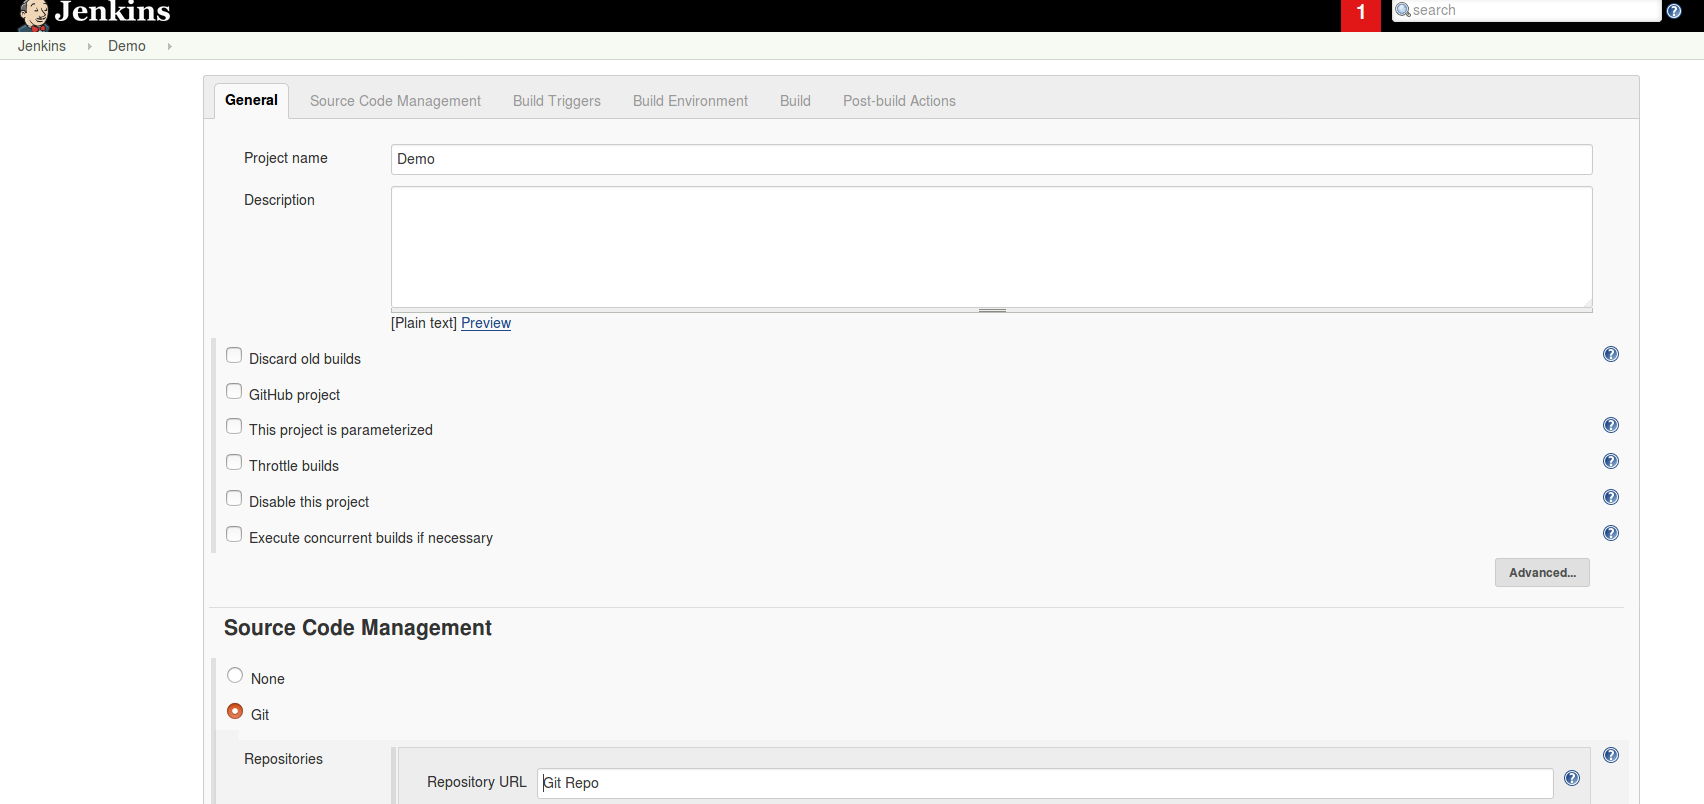 Jenkins
1
search
Jenkins Demo
General Source Code Management Build Triggers Build Environment Build Post-build Actions
Project name Demo
Description
[Plain text] Preview
Discard old builds
GitHub project
This project is parameterized
Throttle builds
Disable this project
Execute concurrent builds if necessary
Advanced...
Source Code Management
None
Git
Repositories
Repository URL Git Repo